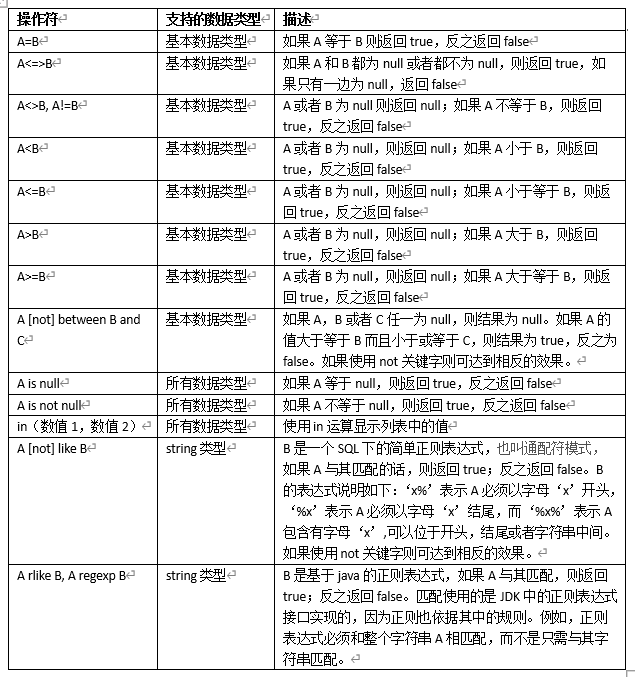 操作符 支持的数据类型 描述
A=B 基本数据类型 如果 A 等于 B 则返回 true，反之返回 false
A<=>B 基本数据类型 如果 A 和 B 都为 null 或者都不为 null，则返回 true，如
果只有一边为 null，返回 false
A<>B, A!=B 基本数据类型 A 或者 B 为 null 则返回 null；如果 A 不等于 B，则返回
true，反之返回 false
A<B 基本数据类型 A 或者 B 为 null，则返回 null；如果 A 小于 B，则返回
true，反之返回 false
A<=B 基本数据类型 A 或者 B 为 null，则返回 null；如果 A 小于等于 B，则返
回 true，反之返回 false
A>B 基本数据类型 A 或者 B 为 null，则返回 null；如果 A 大于 B，则返回
true，反之返回 false
A>=B 基本数据类型 A 或者 B 为 null，则返回 null；如果 A 大于等于 B，则返
回 true，反之返回 false
A [not] between B and 基本数据类型 如果 A，B 或者 C 任一为 null，则结果为 null。如果 A 的
C 值大于等于 B 而且小于或等于 C，则结果为 true，反之为
false。如果使用 not 关键字则可达到相反的效果。
A is null 所有数据类型 如果 A 等于 null，则返回 true，反之返回 false
A is not null 所有数据类型 如果 A 不等于 null，则返回 true，反之返回 false
in（数值 1，数值 2） 所有数据类型 使用 in 运算显示列表中的值
A [not] like B string 类型 B 是一个 SQL 下的简单正则表达式，也叫通配符模式，
如果 A 与其匹配的话，则返回 true；反之返回 false。B
的表达式说明如下：‘x%’表示 A 必须以字母‘x’开头，
‘%x’表示 A 必须以字母‘x’结尾，而‘%x%’表示 A
包含有字母‘x’,可以位于开头，结尾或者字符串中间。
如果使用 not 关键字则可达到相反的效果。
A rlike B, A regexp B string 类型 B 是基于 java 的正则表达式，如果 A 与其匹配，则返回
true；反之返回 false。匹配使用的是 JDK 中的正则表达式
接口实现的，因为正则也依据其中的规则。例如，正则
表达式必须和整个字符串 A 相匹配，而不是只需与其字
符串匹配。